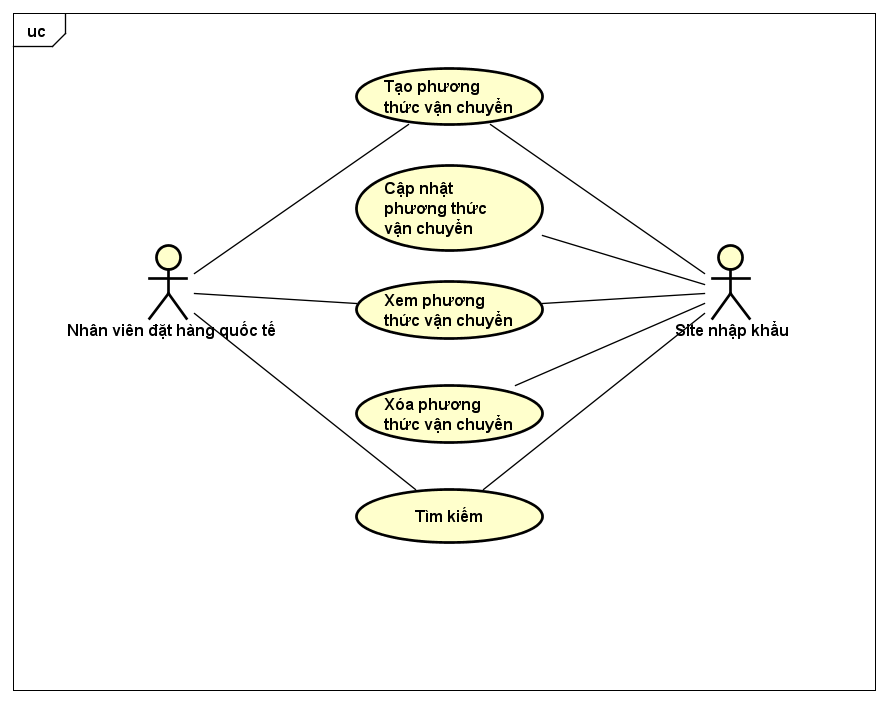 uc
Tạo phương
thức vận chuyển
Cập nhật
phương thức
vận chuyển
Xem phương
thức vận chuyển
Nhân viên đặt hàng quốc tế
Site nhập khẩu
Xóa phương
thức vận chuyển
Tìm kiếm